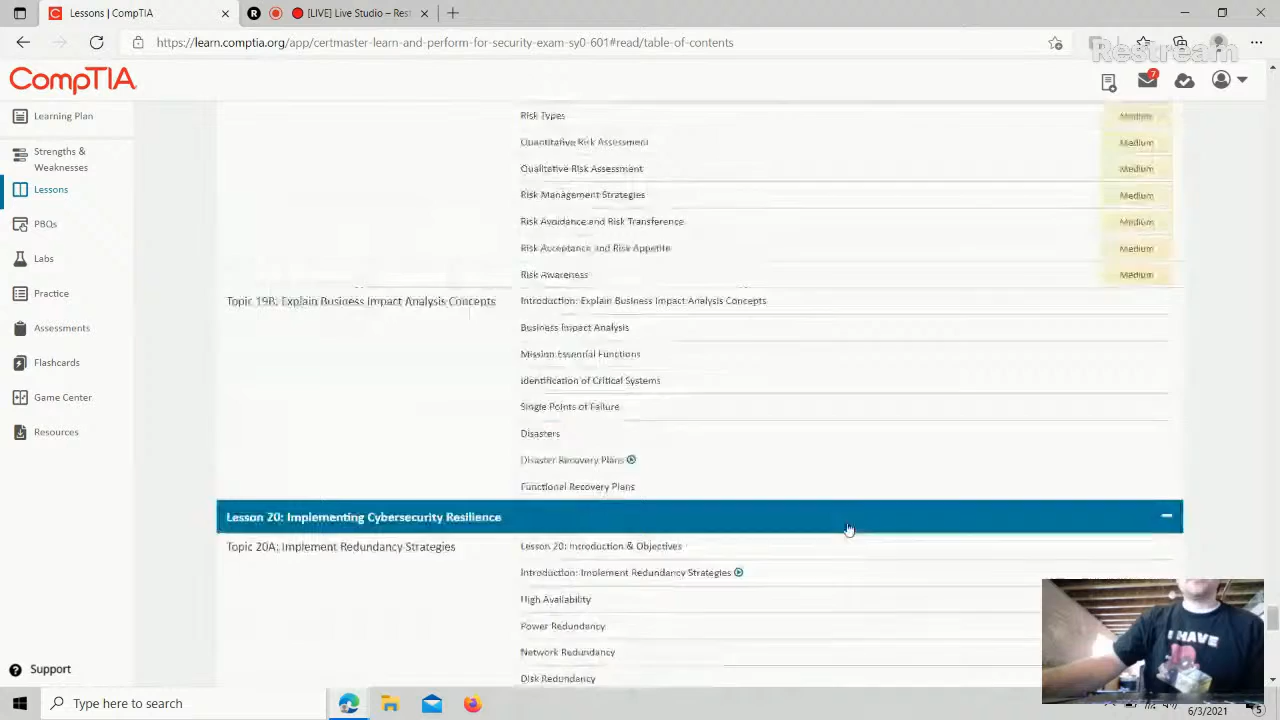 Lessons | CompTIA
[LIVE] Live Studio – Rest
https://learn.comptia.org/app/certmaster-learn-and-perform-for-security-exam-sy0-601#read/table-of-contents
Restream
CompTIA.
7
Learning Plan
Strengths &
Weaknesses
Lessons
PBQs
Labs
Practice
Assessments
Flashcards
Game Center
Resources
Support
Risk Types Medium
Quantitative Risk Assessment Medium
Qualitative Risk Assessment Medium
Risk Management Strategies Medium
Risk Avoidance and Risk Transference Medium
Risk Acceptance and Risk Appetite Medium
Risk Awareness Medium
Topic 19B: Explain Business Impact Analysis Concepts Introduction: Explain Business Impact Analysis Concepts
Business Impact Analysis
Mission Essential Functions
Identification of Critical Systems
Single Points of Failure
Disasters
Disaster Recovery Plans
Functional Recovery Plans
Lesson 20: Implementing Cybersecurity Resilience
Topic 20A: Implement Redundancy Strategies Lesson 20: Introduction & Objectives
Introduction: Implement Redundancy Strategies
High Availability
Power Redundancy
Network Redundancy
Disk Redundancy
I HAVE
Type here to search
6/3/2021
5